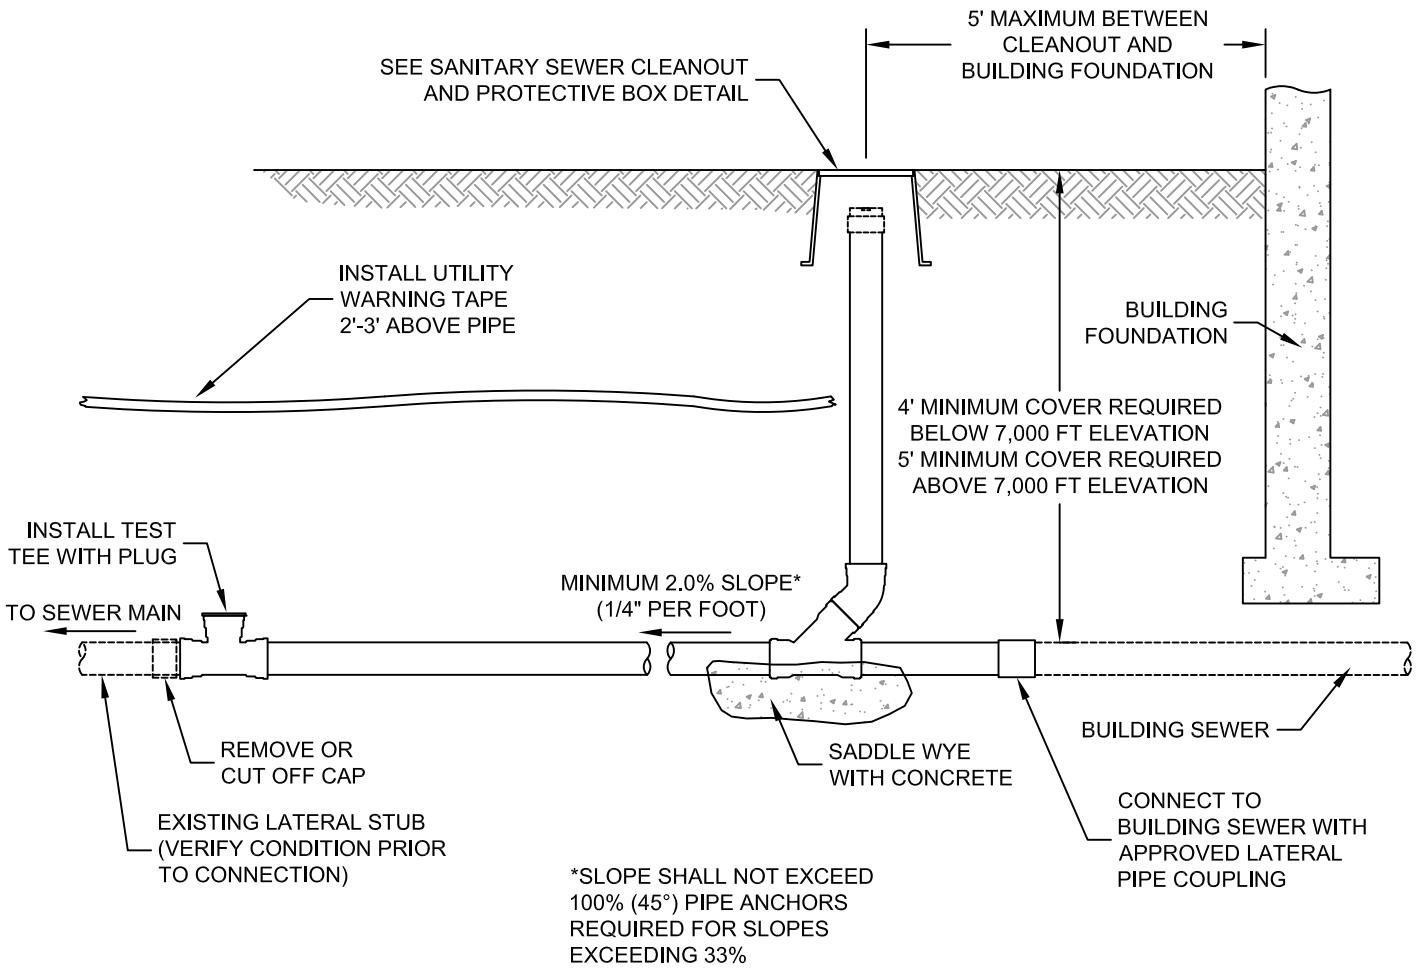 5' MAXIMUM BETWEEN
CLEANOUT AND
BUILDING FOUNDATION
SEE SANITARY SEWER CLEANOUT
AND PROTECTIVE BOX DETAIL
INSTALL UTILITY
WARNING TAPE
2'-3' ABOVE PIPE
BUILDING
FOUNDATION
4' MINIMUM COVER REQUIRED
BELOW 7,000 FT ELEVATION
5' MINIMUM COVER REQUIRED
ABOVE 7,000 FT ELEVATION
INSTALL TEST
TEE WITH PLUG
MINIMUM 2.0% SLOPE*
(1/4" PER FOOT)
TO SEWER MAIN
REMOVE OR
CUT OFF CAP
SADDLE WYE
WITH CONCRETE
BUILDING SEWER
EXISTING LATERAL STUB
(VERIFY CONDITION PRIOR
TO CONNECTION)
CONNECT TO
BUILDING SEWER WITH
APPROVED LATERAL
PIPE COUPLING
*SLOPE SHALL NOT EXCEED
100% (45°) PIPE ANCHORS
REQUIRED FOR SLOPES
EXCEEDING 33%